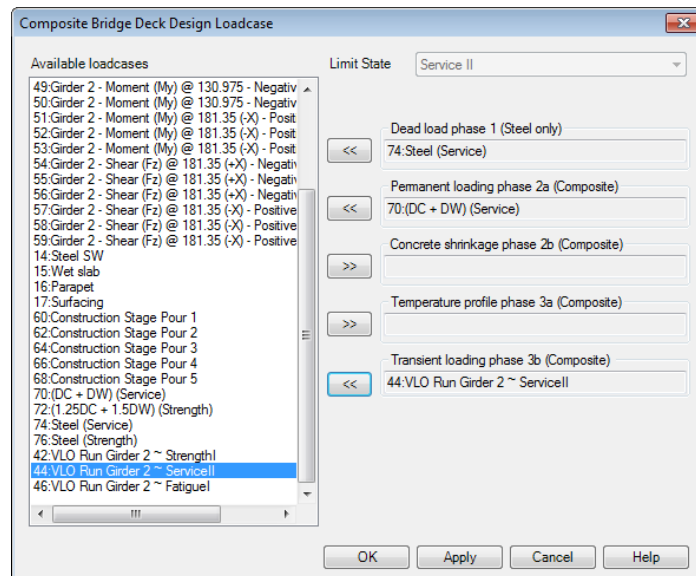 Composite Bridge Deck Design Loadcase
Available loadcases
49:Girder 2 - Moment (My) @ 130.975 - Negativ
50:Girder 2 - Moment (My) @ 130.975 - Negativ
51:Girder 2 - Moment (My) @ 181.35 (-X) - Posit
52:Girder 2 - Moment (My) @ 181.35 (-X) - Posit
53:Girder 2 - Moment (My) @ 181.35 (-X) - Posit
54:Girder 2 - Shear (Fz) @ 181.35 (+X) - Negativ
55:Girder 2 - Shear (Fz) @ 181.35 (+X) - Negativ
56:Girder 2 - Shear (Fz) @ 181.35 (+X) - Negativ
57:Girder 2 - Shear (Fz) @ 181.35 (-X) - Positive
58:Girder 2 - Shear (Fz) @ 181.35 (-X) - Positive
59:Girder 2 - Shear (Fz) @ 181.35 (-X) - Positive
14:Steel SW
15:Wet slab
16:Parapet
17:Surfacing
60:Construction Stage Pour 1
62:Construction Stage Pour 2
64:Construction Stage Pour 3
66:Construction Stage Pour 4
68:Construction Stage Pour 5
70:(DC + DW) (Service)
72:(1.25DC + 1.5DW) (Strength)
74:Steel (Service)
76:Steel (Strength)
42:VLO Run Girder 2 ~ StrengthI
44:VLO Run Girder 2 ~ ServiceII
46:VLO Run Girder 2 ~ FatigueI
Limit State
Service II
Dead load phase 1 (Steel only)
<<
74:Steel (Service)
Permanent loading phase 2a (Composite)
<<
70:(DC + DW) (Service)
Concrete shrinkage phase 2b (Composite)
>>
Temperature profile phase 3a (Composite)
>>
Transient loading phase 3b (Composite)
<<
44:VLO Run Girder 2 ~ ServiceII
OK
Apply
Cancel
Help